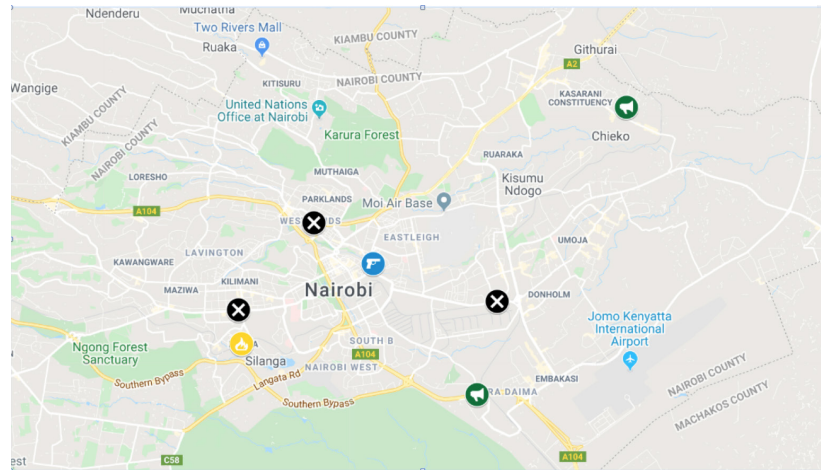 Ndenderu
Muchatha
Two Rivers Mall
Ruaka
KIAMBU COUNTY
Githurai
A2
Wangige
KITISURU
NAIROBI COUNTY
KASARANI
CONSTITUENCY
United Nations
Office at Nairobi
KIAMBU COUNTY
NAIROBI COUNTY
Karura Forest
Chieko
RUARAKA
LORESHO
MUTHAIGA
Kisumu
Ndogo
PARKLANDS
Moi Air Base
A104
EASTLEIGH
UMOJA
LAVINGTON
KAWANGWARE
KILIMANI
MAZIWA
Nairobi
DONHOLM
Jomo Kenyatta
International
Airport
Ngong Forest
Sanctuary
SOUTH B
A104
Silanga
NAIROBI WEST
Southern Bypass
Langata Rd
EMBAKASI
NAIROBI COUNTY
MACHAKOS COUNTY
Southern Bypass
RA DAIMA
C58
A104